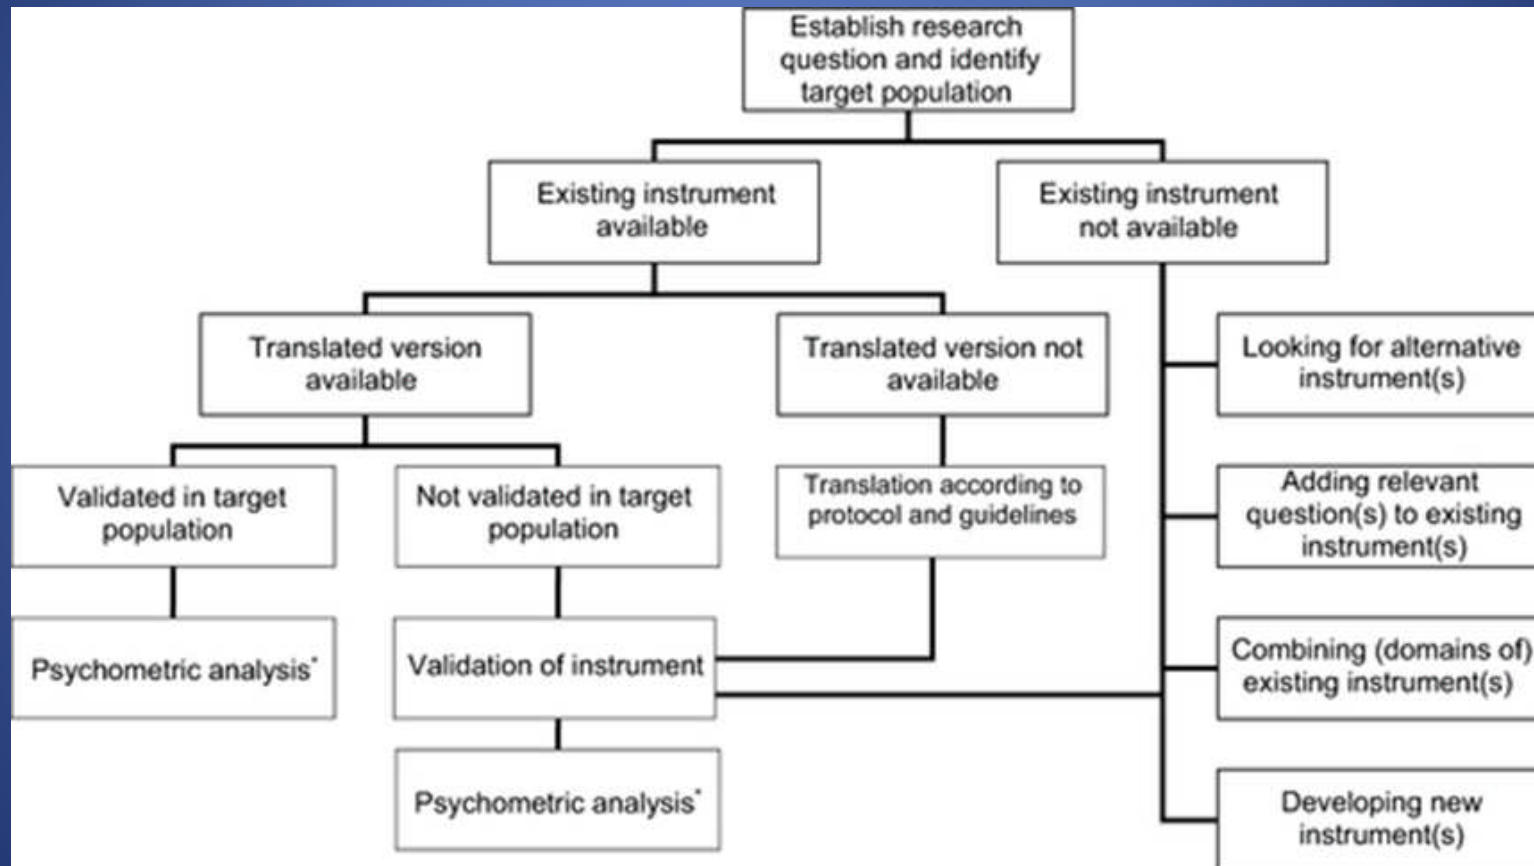 Establish research
question and identify
target population
Existing instrument
available
Existing instrument
not available
Translated version
available
Translated version not
available
Looking for alternative
instrument(s)
Validated in target
population
Not validated in target
population
Translation according to
protocol and guidelines
Adding relevant
question(s) to existing
instrument(s)
Psychometric analysis*
Validation of instrument
Combining (domains of)
existing instrument(s)
Psychometric analysis*
Developing new
instrument(s)